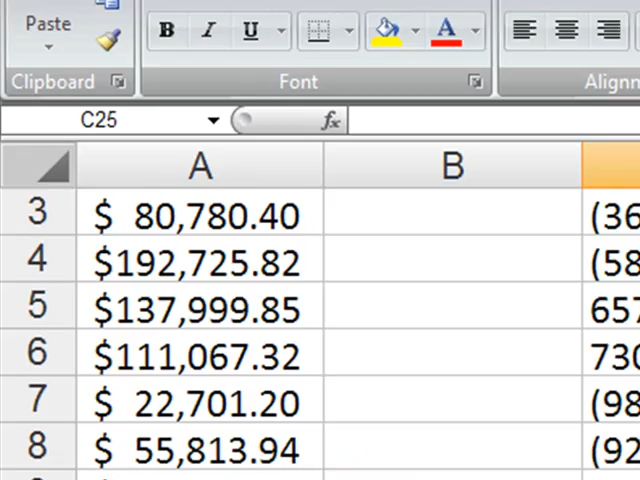 Paste
B I U A
Clipboard Font Alignn
C25 fx
A B
3 $ 80,780.40 (36
4 $192,725.82 (58
5 $137,999.85 657
6 $111,067.32 730
7 $ 22,701.20 (98
8 $ 55,813.94 (92